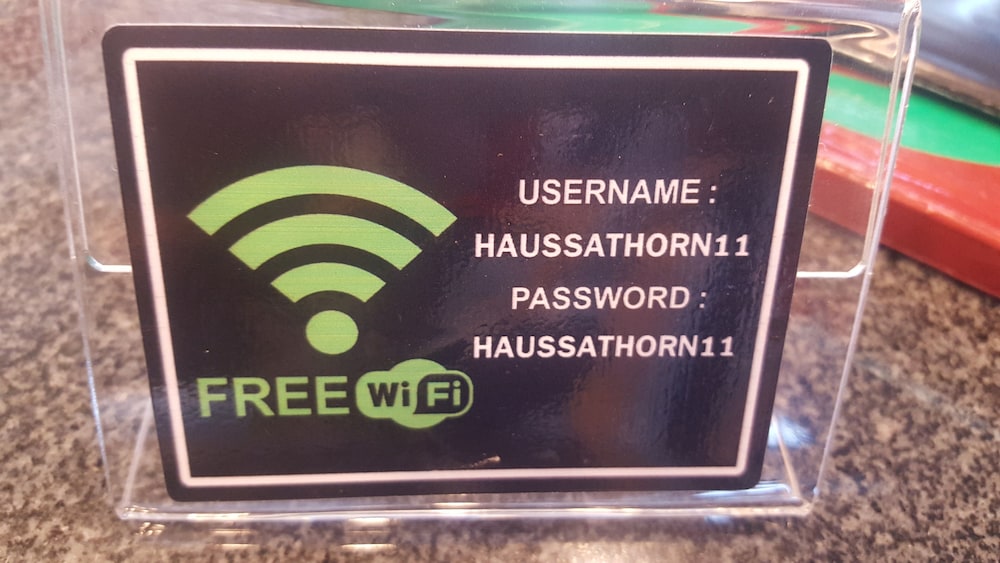 USERNAME :
HAUSSATHORN11
PASSWORD :
HAUSSATHORN11
FREE WiFi